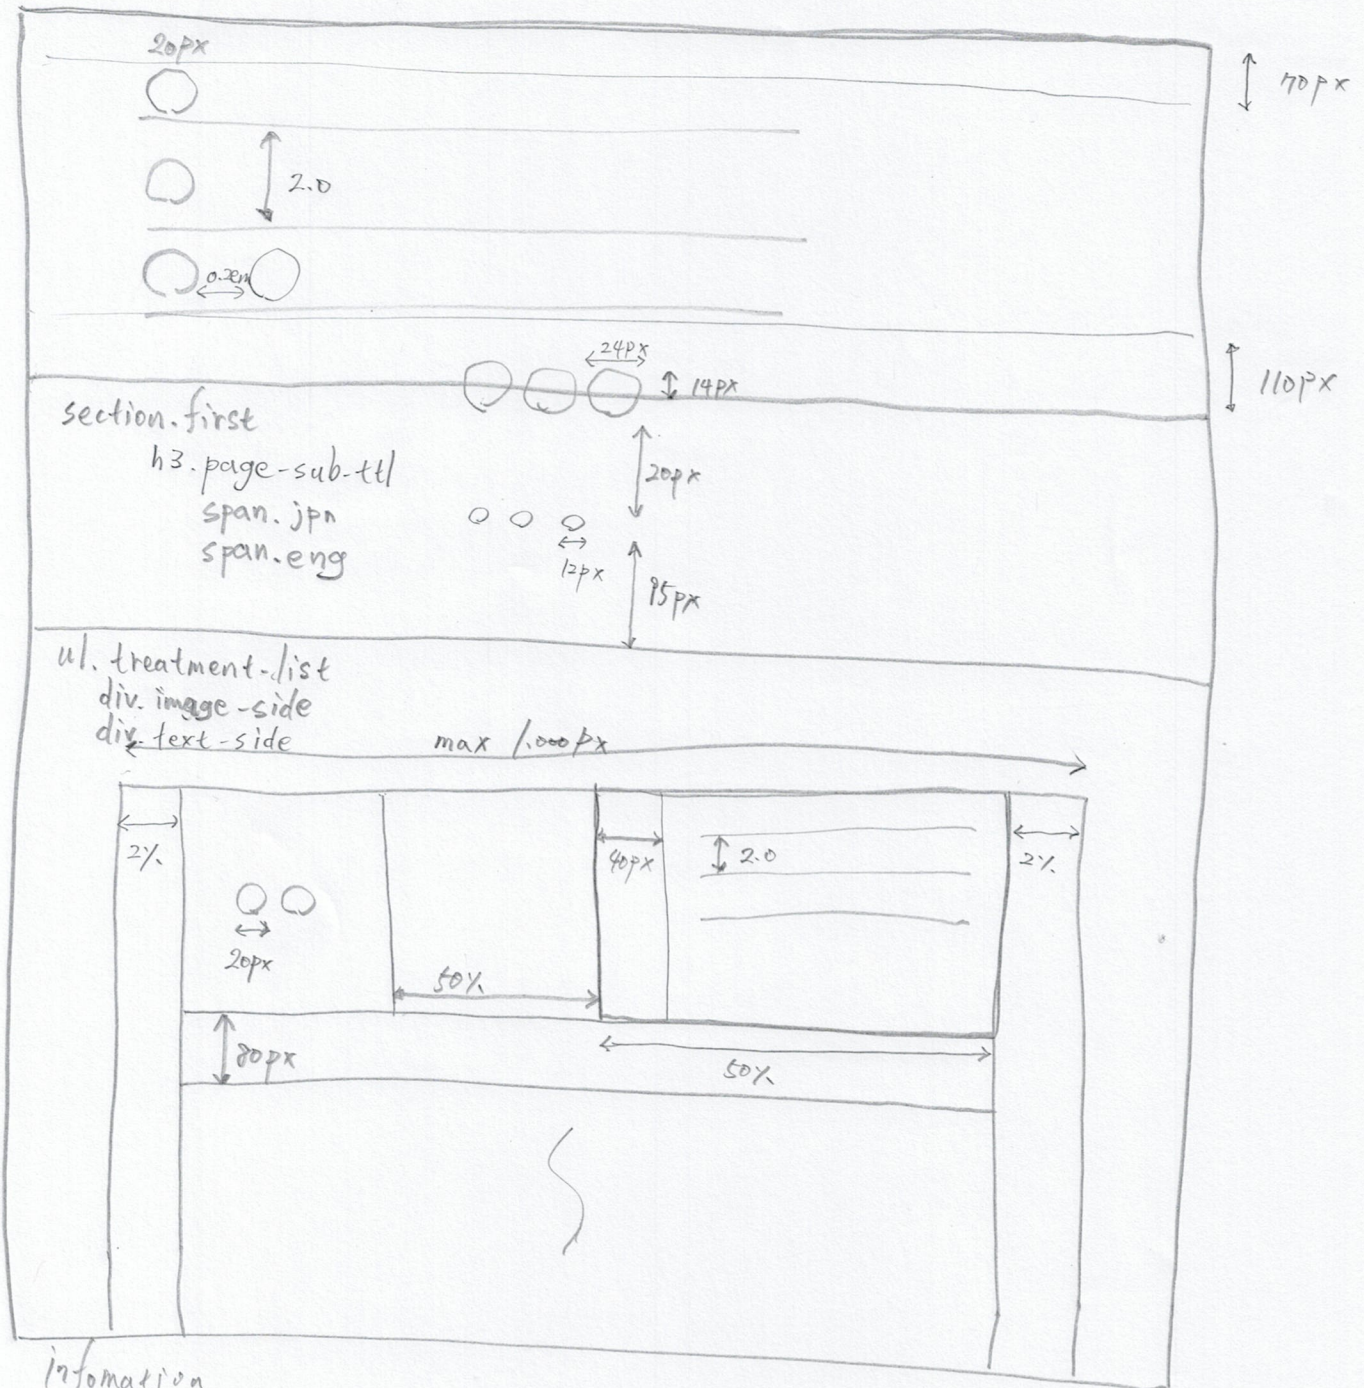 20px
70px
2.0
0.2em
24px
14px
110px
section.first
h3.page-sub-ttl
20px
span.jpn
span.eng
12px
95px
ul.treatment-list
div.image-side
div.text-side
max 1.000px
2%
40px
2.0
2%
20px
50%
80px
50%
infomation